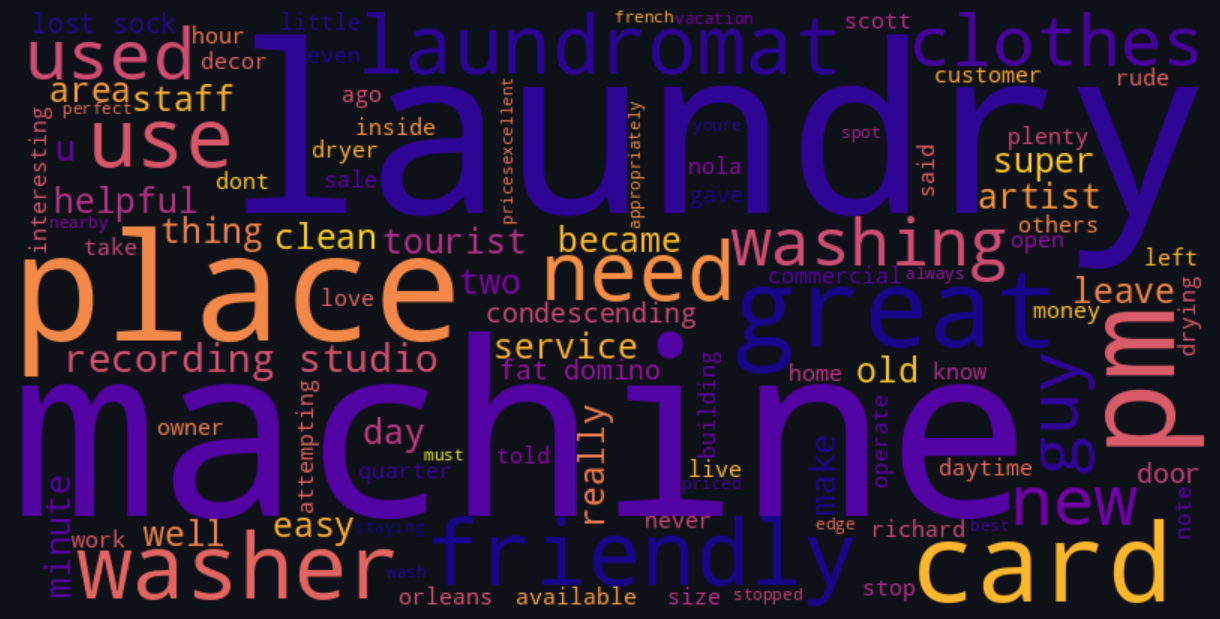 lost sock
little
french
vacation
scott
used
hour
decor
even
laundromat
clothes
customer
rude
area
staff
perfect
ago
laundry
pricesexcellent
appropriately
inside
youre
spot
plenty
use
u
dryer
interesting
dont
sale
nola
gave
said
super
artist
helpful
nearby
others
thing
clean
tourist
became
washing
open
take
left
place
love
two
need
commercial
always
great
leave
money
drying
condescending
pm
recording studio
service
fat domino
building
home
old
know
guy
machine
owner
attempting
day
must
quarter
told
really
live
priced
make
operate
daytime
door
minute
new
note
work
well
easy
staying
friendly
never
edge
richard
best
card
washer
wash
orleans
available
size
stopped
stop